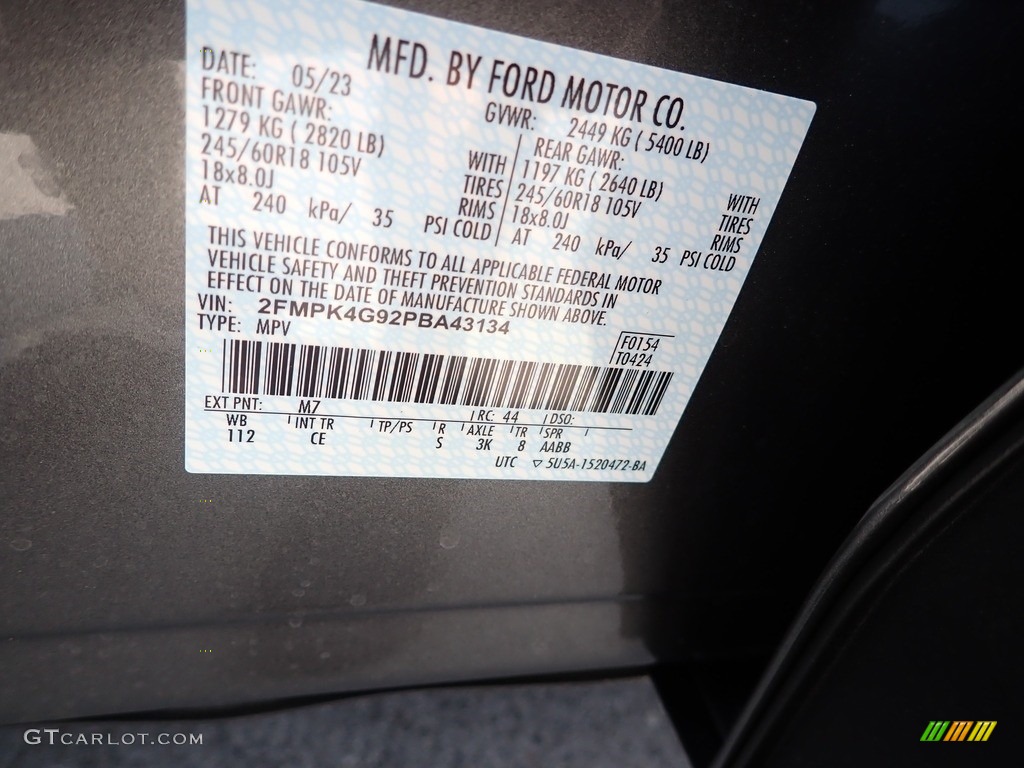 MFD. BY FORD MOTOR CO.
DATE: 05/23 GVWR: 2449 KG ( 5400 LB)
FRONT GAWR: REAR GAWR:
1279 KG ( 2820 LB) WITH 1197 KG ( 2640 LB) WITH
245/60R18 105V TIRES 245/60R18 105V TIRES
18x8.0J RIMS 18x8.0J RIMS
AT 240 kPa/ 35 PSI COLD AT 240 kPa/ 35 PSI COLD
THIS VEHICLE CONFORMS TO ALL APPLICABLE FEDERAL MOTOR
VEHICLE SAFETY AND THEFT PREVENTION STANDARDS IN
EFFECT ON THE DATE OF MANUFACTURE SHOWN ABOVE.
VIN: 2FMPK4G92PBA43134
TYPE: MPV
F0154
T0424
EXT PNT: M7 RC: 44 DSO:
WB INT TR TP/PS R AXLE TR SPR
112 CE S 3K 8 AABB
UTC ▽ 5U5A-1520472-BA
GTCARLOT.COM